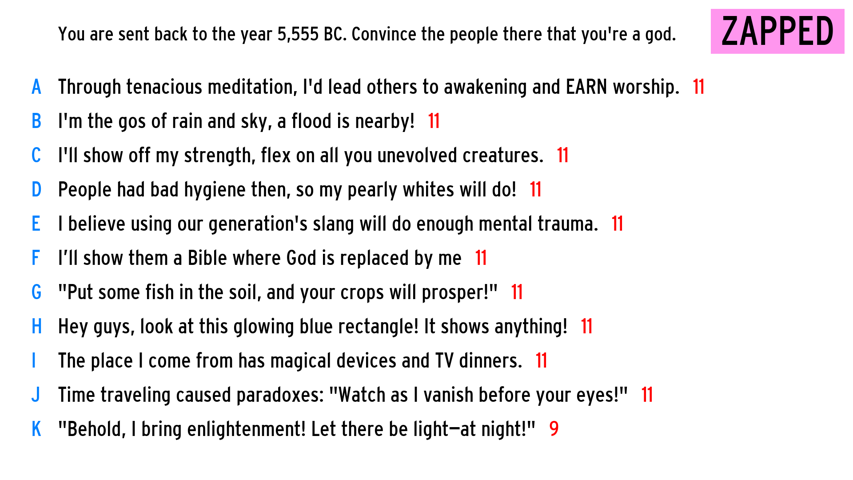 You are sent back to the year 5,555 BC. Convince the people there that you're a god. ZAPPED
A Through tenacious meditation, I'd lead others to awakening and EARN worship. 11
B I'm the gos of rain and sky, a flood is nearby! 11
C I'll show off my strength, flex on all you unevolved creatures. 11
D People had bad hygiene then, so my pearly whites will do! 11
E I believe using our generation's slang will do enough mental trauma. 11
F I’ll show them a Bible where God is replaced by me 11
G "Put some fish in the soil, and your crops will prosper!" 11
H Hey guys, look at this glowing blue rectangle! It shows anything! 11
I The place I come from has magical devices and TV dinners. 11
J Time traveling caused paradoxes: "Watch as I vanish before your eyes!" 11
K "Behold, I bring enlightenment! Let there be light—at night!" 9